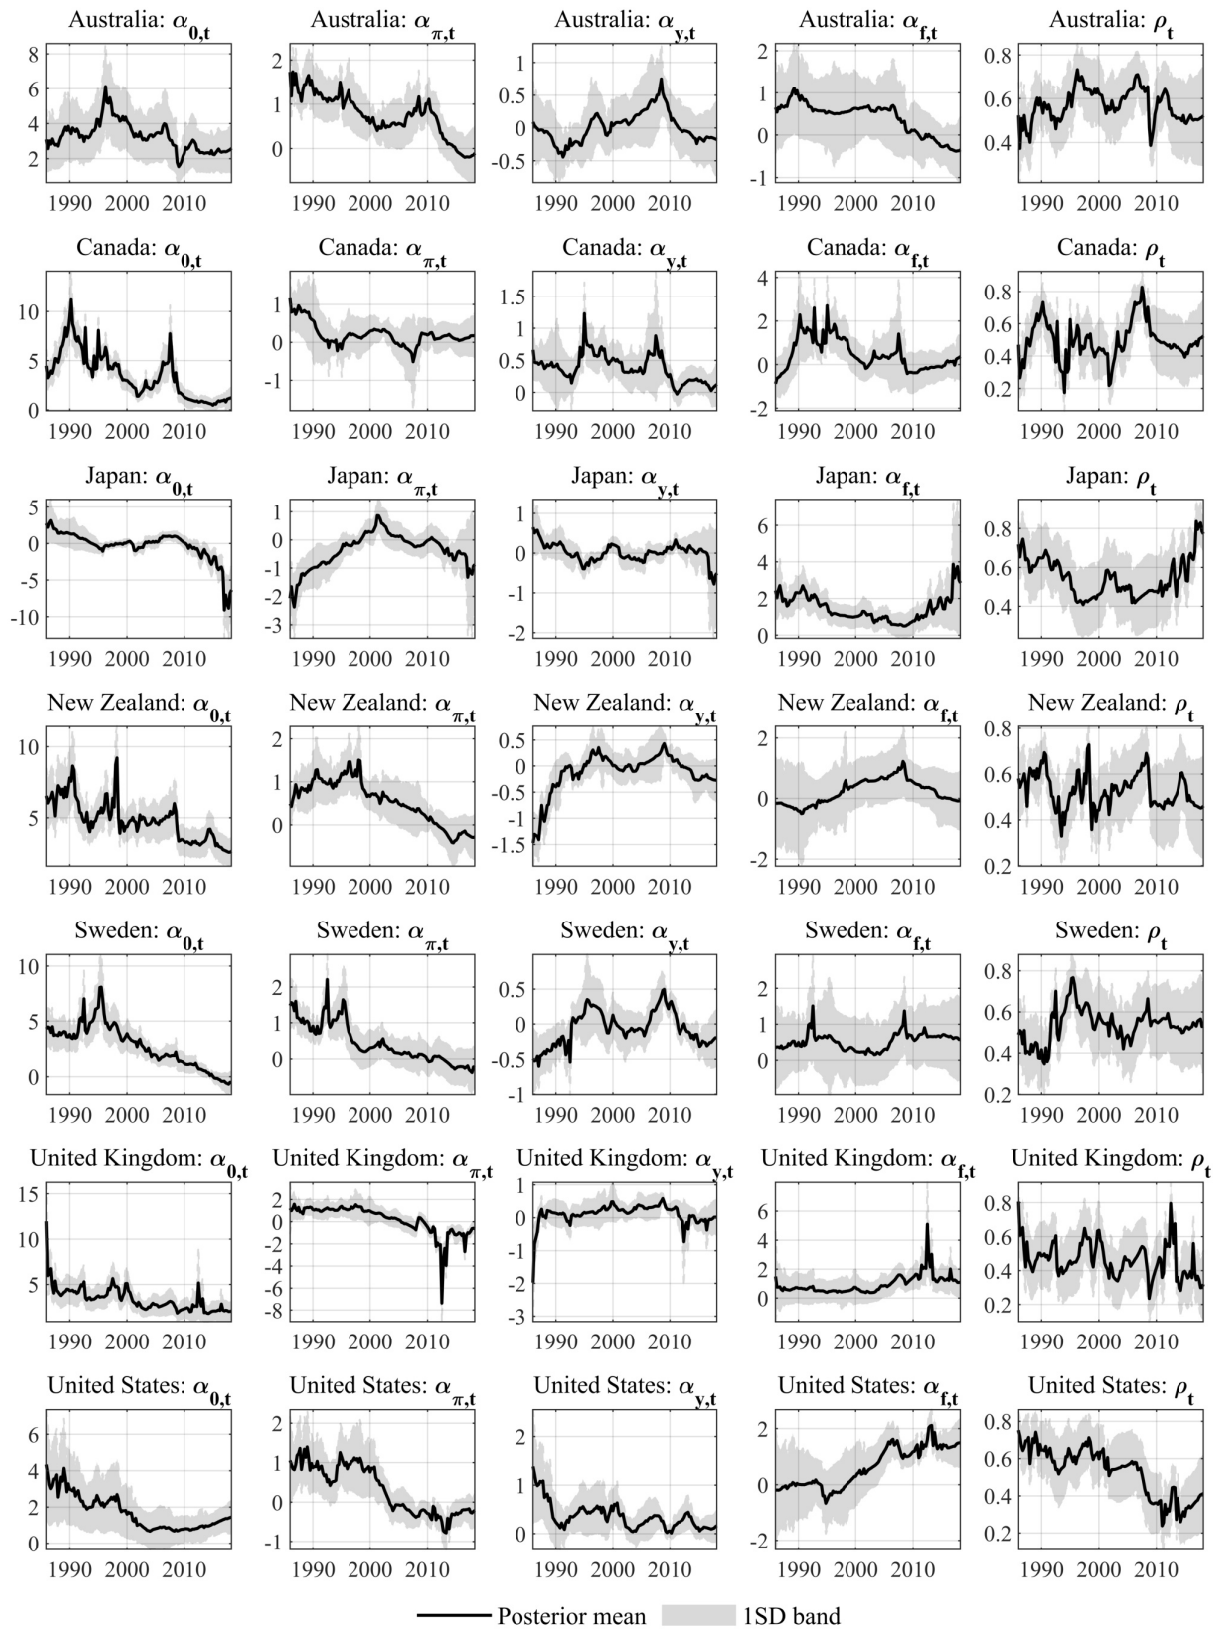 Australia: α0,t
8
6
4
2
1990 2000 2010
Australia: απ,t
2
1
0
1990 2000 2010
Australia: αy,t
1
0.5
0
-0.5
1990 2000 2010
Australia: αf,t
2
1
0
-1
1990 2000 2010
Australia: ρt
0.8
0.6
0.4
1990 2000 2010
Canada: α0,t
10
5
0
1990 2000 2010
Canada: απ,t
1
0
-1
1990 2000 2010
Canada: αy,t
1.5
1
0.5
0
1990 2000 2010
Canada: αf,t
4
2
0
-2
1990 2000 2010
Canada: ρt
0.8
0.6
0.4
0.2
1990 2000 2010
Japan: α0,t
5
0
-5
-10
1990 2000 2010
Japan: απ,t
1
0
-1
-2
-3
1990 2000 2010
Japan: αy,t
1
0
-1
-2
1990 2000 2010
Japan: αf,t
6
4
2
0
1990 2000 2010
Japan: ρt
0.8
0.6
0.4
1990 2000 2010
New Zealand: α0,t
10
5
1990 2000 2010
New Zealand: απ,t
2
1
0
1990 2000 2010
New Zealand: αy,t
0.5
0
-0.5
-1
-1.5
1990 2000 2010
New Zealand: αf,t
2
0
-2
1990 2000 2010
New Zealand: ρt
0.8
0.6
0.4
0.2
1990 2000 2010
Sweden: α0,t
10
5
0
1990 2000 2010
Sweden: απ,t
2
1
0
1990 2000 2010
Sweden: αy,t
0.5
0
-0.5
-1
1990 2000 2010
Sweden: αf,t
2
1
0
1990 2000 2010
Sweden: ρt
0.8
0.6
0.4
0.2
1990 2000 2010
United Kingdom: α0,t
15
10
5
1990 2000 2010
United Kingdom: απ,t
2
0
-2
-4
-6
-8
1990 2000 2010
United Kingdom: αy,t
1
0
-1
-2
-3
1990 2000 2010
United Kingdom: αf,t
6
4
2
0
1990 2000 2010
United Kingdom: ρt
0.8
0.6
0.4
0.2
1990 2000 2010
United States: α0,t
6
4
2
0
1990 2000 2010
United States: απ,t
2
1
0
-1
1990 2000 2010
United States: αy,t
2
1
0
1990 2000 2010
United States: αf,t
2
0
-2
1990 2000 2010
United States: ρt
0.8
0.6
0.4
0.2
1990 2000 2010
Posterior mean 1SD band